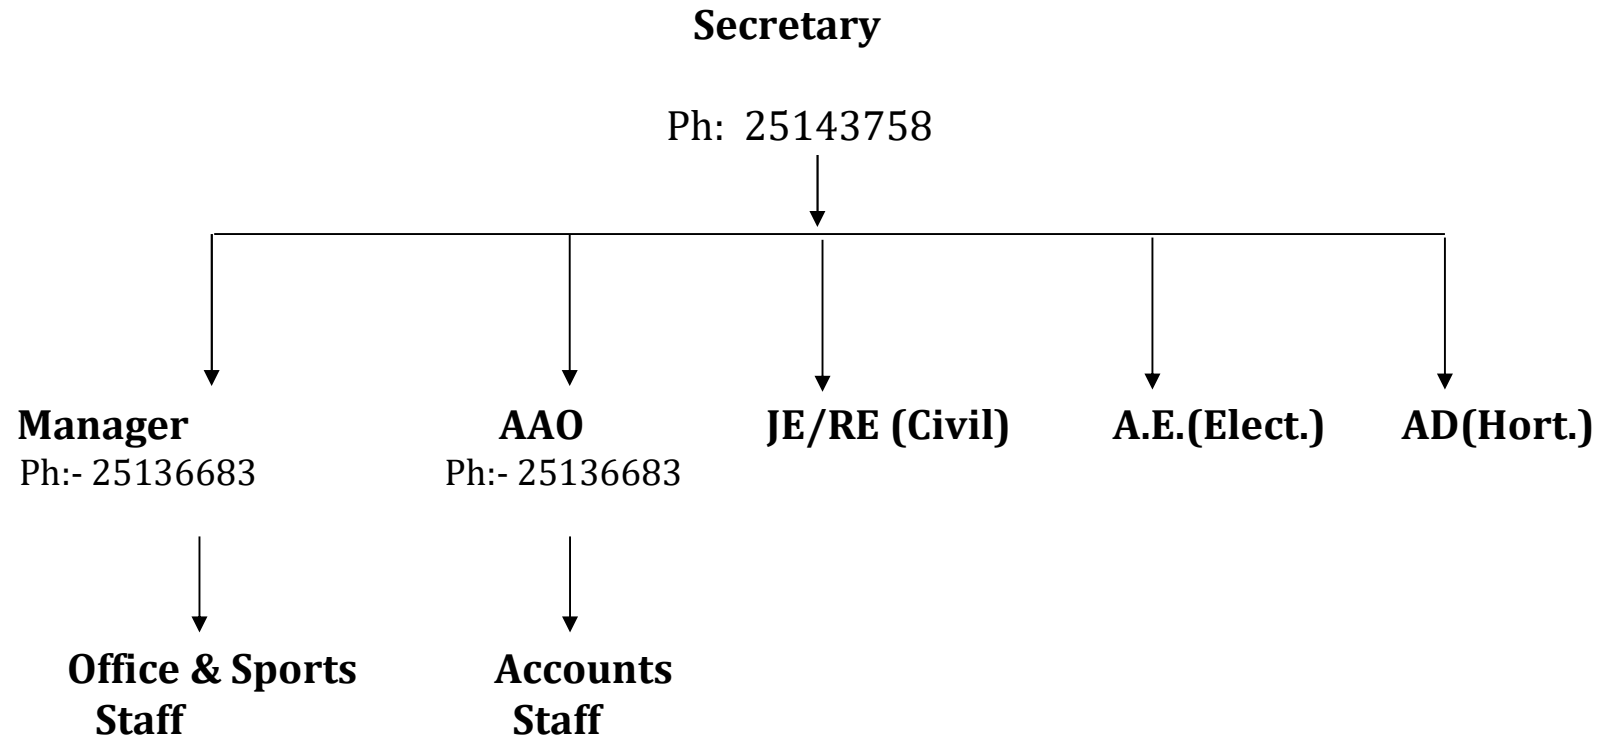 Secretary
Ph: 25143758
Manager AAO JE/RE (Civil) A.E.(Elect.) AD(Hort.)
Ph:- 25136683 Ph:- 25136683
Office & Sports Accounts
Staff Staff